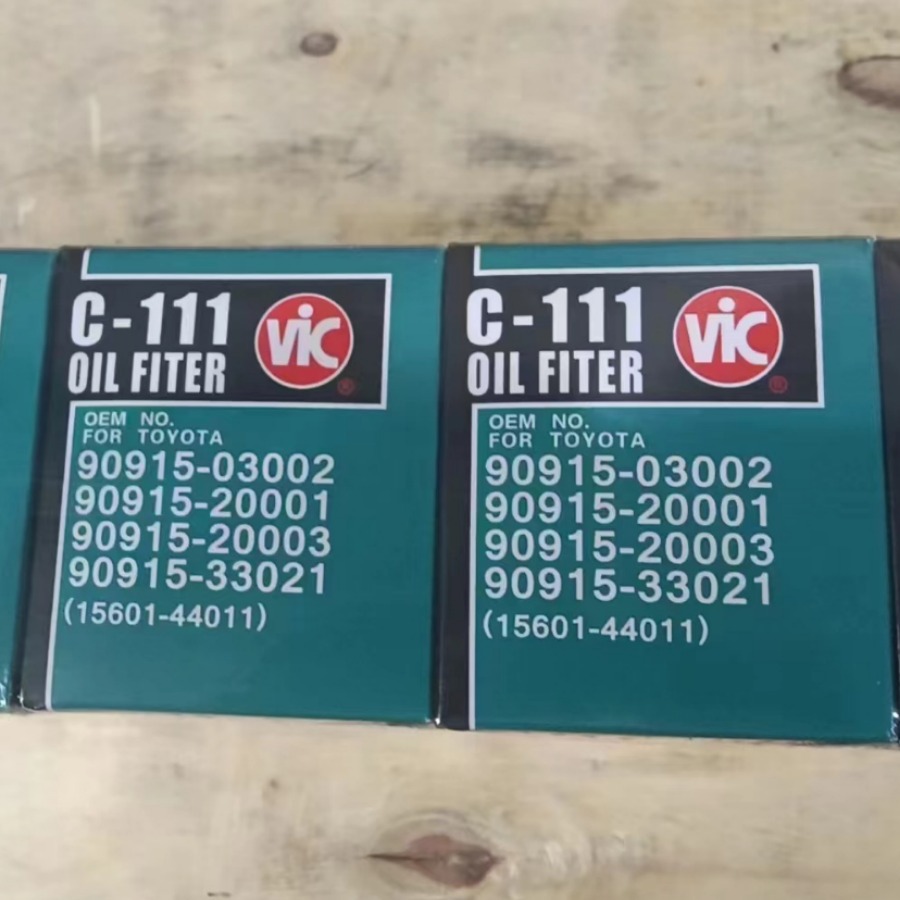 C-111
OIL FITER
ViC
®
OEM NO.
FOR TOYOTA
90915-03002
90915-20001
90915-20003
90915-33021
(15601-44011)
C-111
OIL FITER
ViC
®
OEM NO.
FOR TOYOTA
90915-03002
90915-20001
90915-20003
90915-33021
(15601-44011)